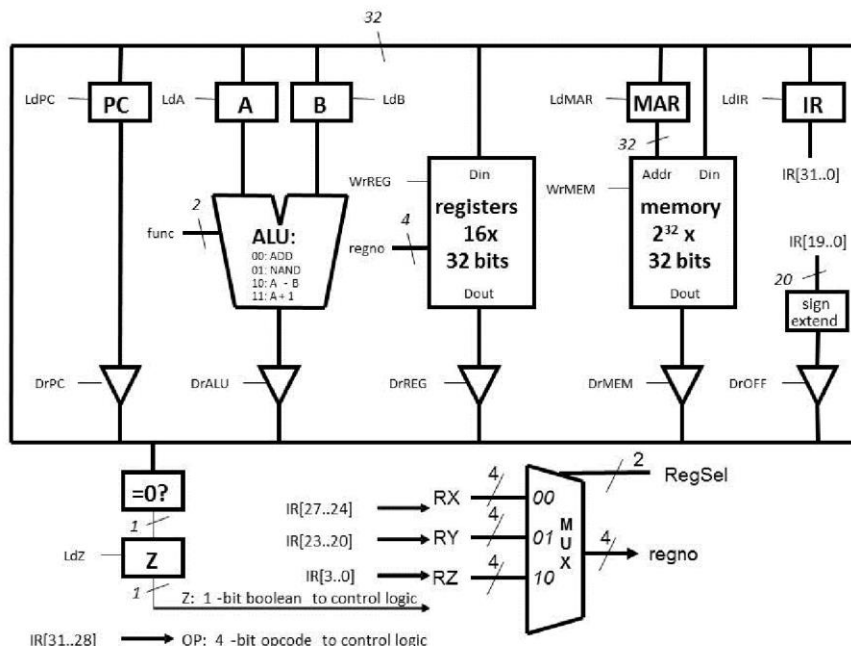 32
LdPC
PC
LdA
A
B
LdB
LdMAR
MAR
LdIR
IR
32
IR[31..0]
WrREG
Din
registers
16x
32 bits
Dout
4
regno
WrMEM
Addr Din
memory
2³² x
32 bits
Dout
2
func
ALU:
00: ADD
01: NAND
10: A - B
11: A + 1
IR[19..0]
20
sign
extend
DrPC
DrALU
DrREG
DrMEM
DrOFF
=0?
1
LdZ
Z
1
Z: 1 -bit boolean to control logic
IR[27..24]
RX
4
00
IR[23..20]
RY
4
01
IR[3..0]
RZ
4
10
MUX
2
RegSel
4
regno
IR[31..28]
OP: 4 -bit opcode to control logic